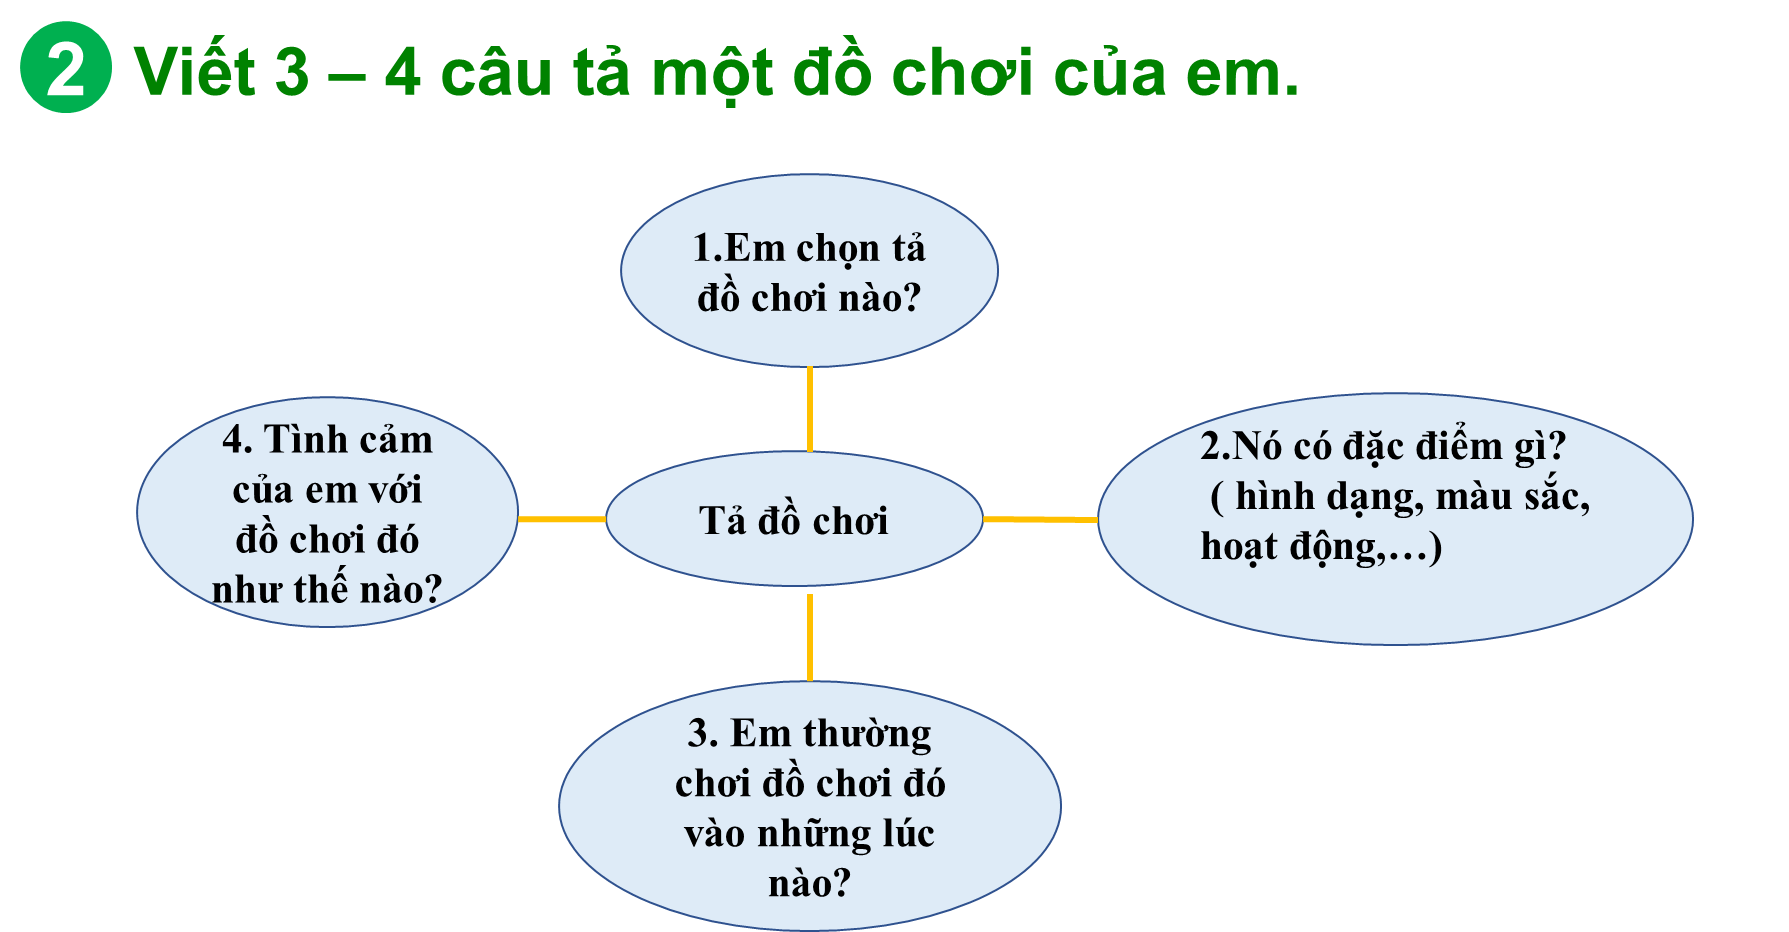 2 Viết 3 – 4 câu tả một đồ chơi của em.
1.Em chọn tả
đồ chơi nào?
4. Tình cảm
của em với
đồ chơi đó
như thế nào?
Tả đồ chơi
2.Nó có đặc điểm gì?
( hình dạng, màu sắc,
hoạt động,…)
3. Em thường
chơi đồ chơi đó
vào những lúc
nào?